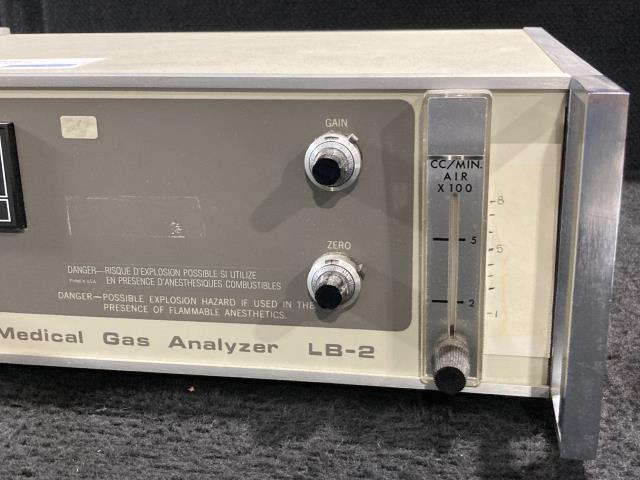 GAIN
CC/MIN.
AIR
X 100
8
5
5
2
1
ZERO
DANGER—RISQUE D'EXPLOSION POSSIBLE SI UTILIZE
Printed in U.S.A. EN PRESENCE D'ANESTHESIQUES COMBUSTIBLES
DANGER—POSSIBLE EXPLOSION HAZARD IF USED IN THE
PRESENCE OF FLAMMABLE ANESTHETICS.
Medical Gas Analyzer LB-2